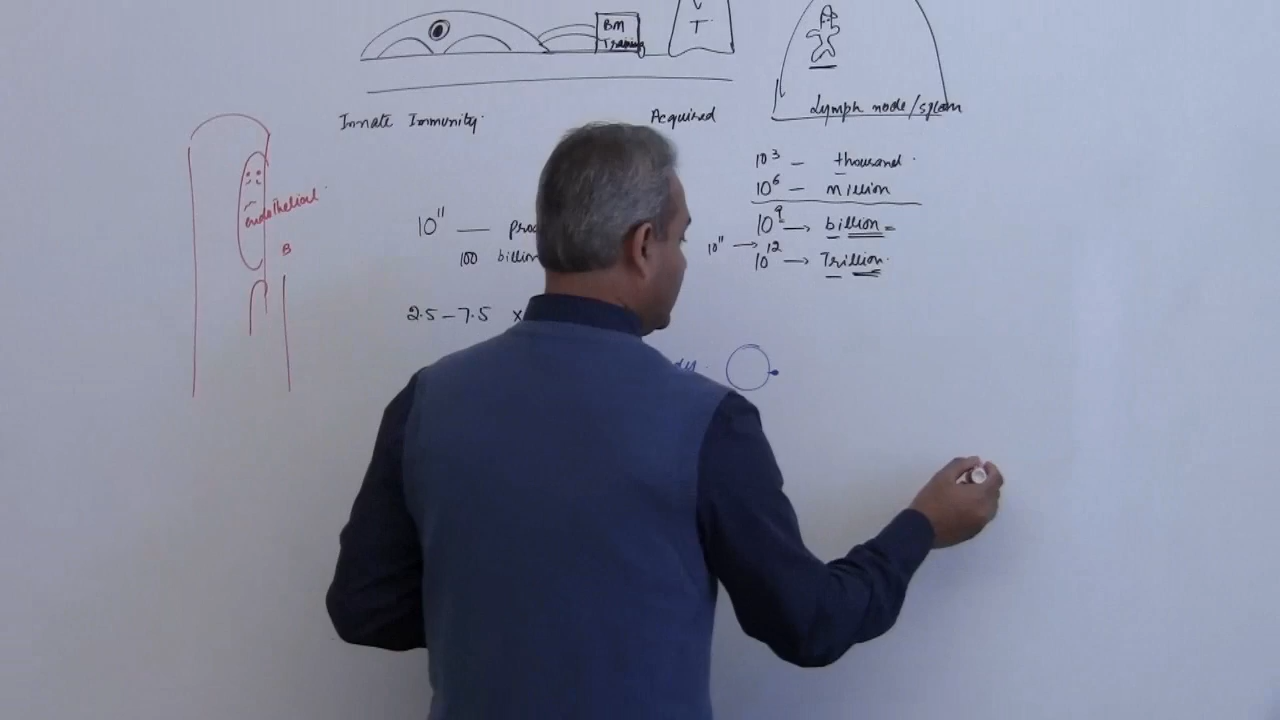 BM
Training
T
Lymph node/spleen
Innate Immunity
Acquired
10³ – thousand
10⁶ – million
10⁹ → billion =
10¹¹ → 10¹² → Trillion
10¹¹ —
100 billion
2.5 – 7.5 x
endothelial
B